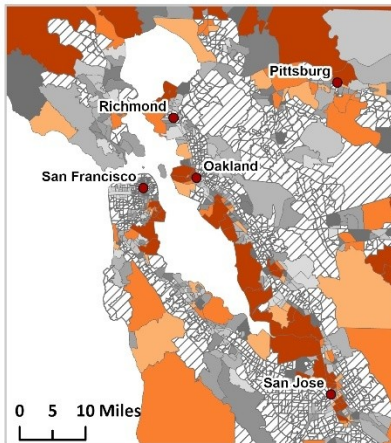 Pittsburg
Richmond
Oakland
San Francisco
San Jose
0 5 10 Miles